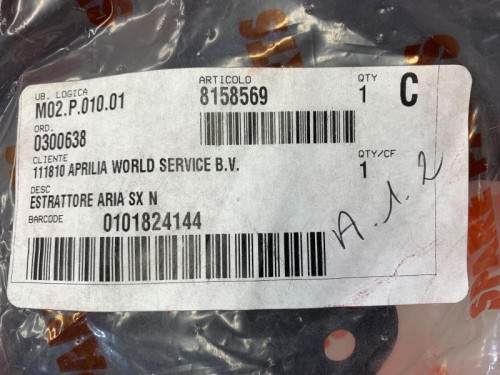 UB. LOGICA
M02.P.010.01
ARTICOLO
8158569
QTY
1
C
ORD.
0300638
CLIENTE
111810 APRILIA WORLD SERVICE B.V.
QTY/CF
1
DESC
ESTRATTORE ARIA SX N
BARCODE
0101824144
A.1.2